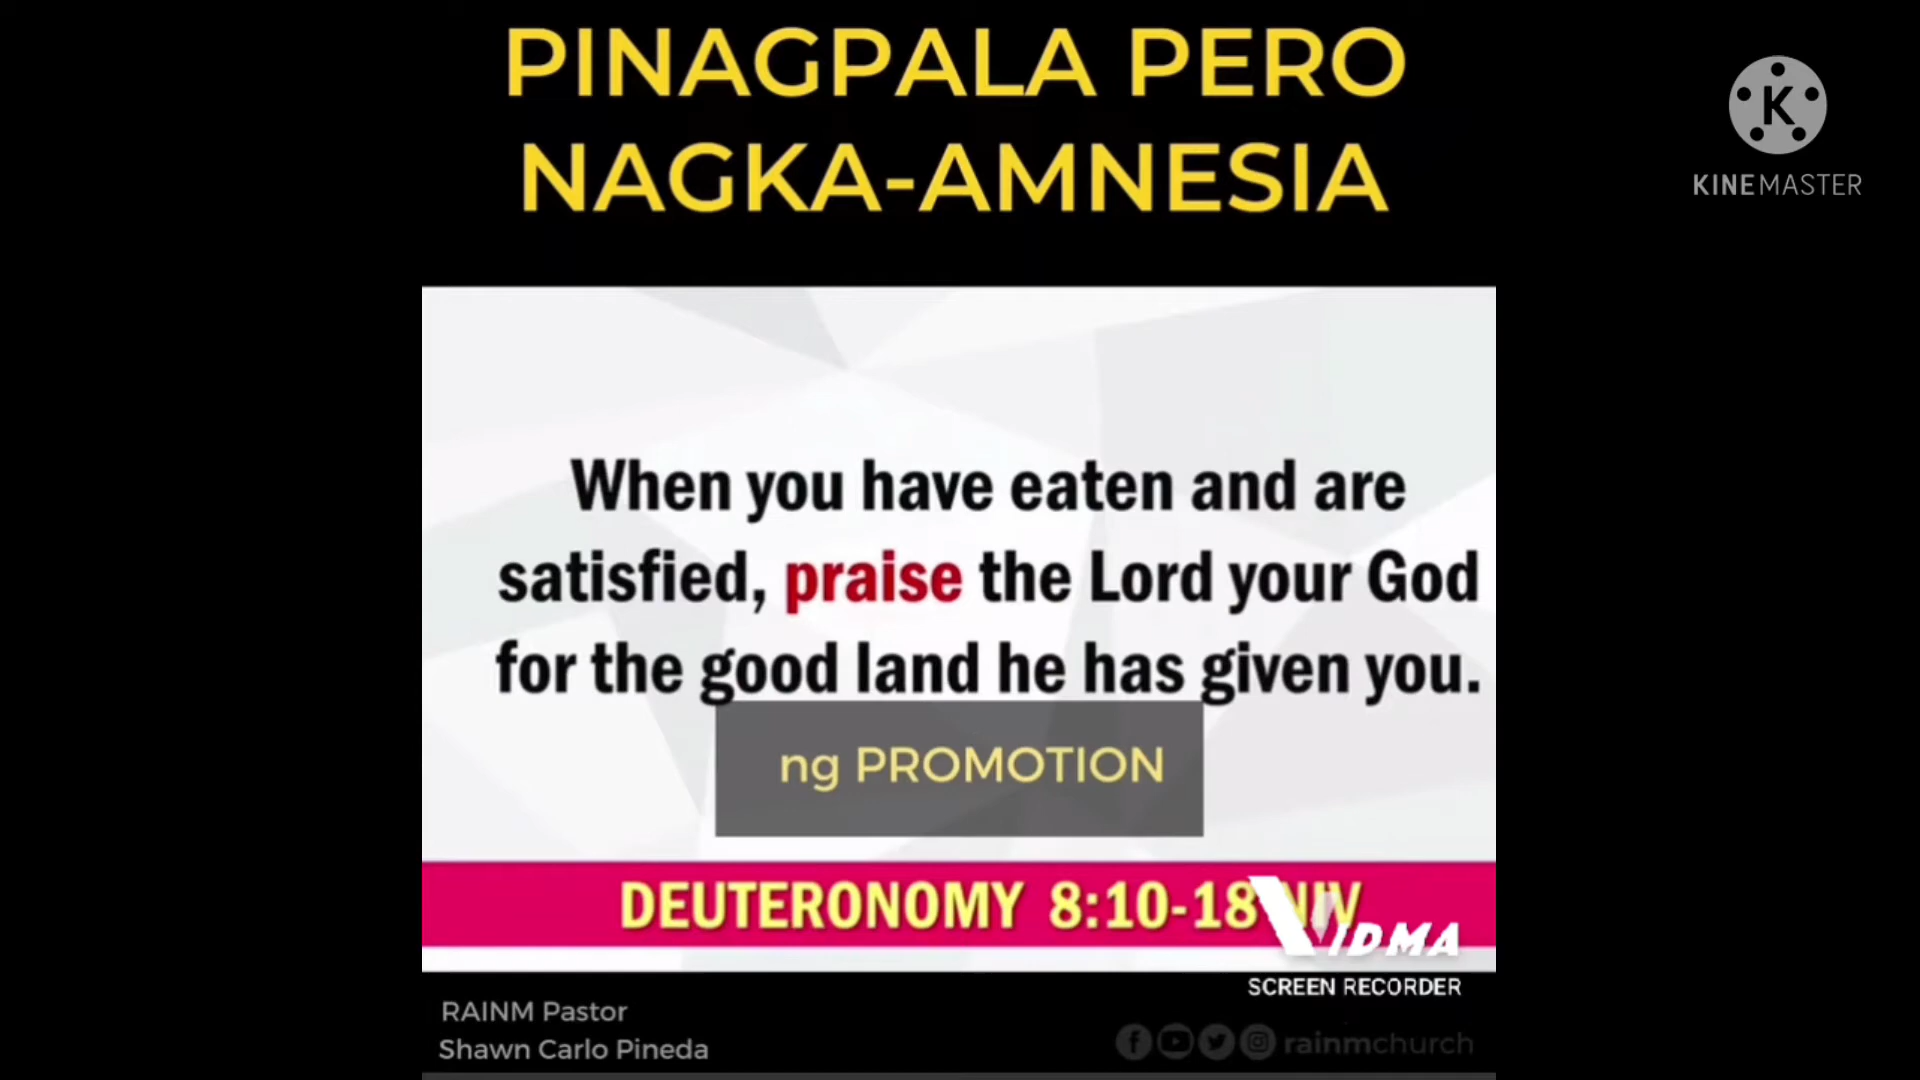 PINAGPALA PERO
NAGKA-AMNESIA
K
KINEMASTER
When you have eaten and are
satisfied, praise the Lord your God
for the good land he has given you.
ng PROMOTION
DEUTERONOMY 8:10-18 NIV
VIDMA
SCREEN RECORDER
RAINM Pastor
Shawn Carlo Pineda
rainmchurch